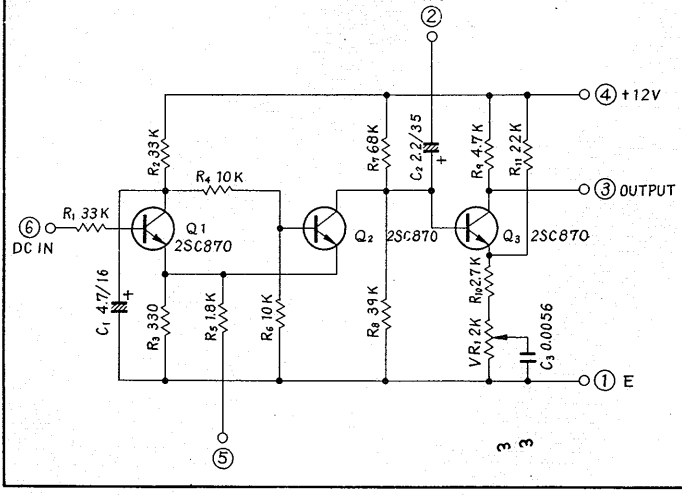 ②
④ +12V
R2 33K
R7 68K
C2 2.2/35
+
R9 4.7K
R11 22K
R4 10K
③ OUTPUT
⑥
DC IN
R1 33K
Q1
2SC870
Q2
2SC870
Q3
2SC870
C1 4.7/16
+
R3 330
R5 1.8K
R6 10K
R8 39K
R10 2.7K
VR1 2K
C3 0.0056
① E
⑤
3 3